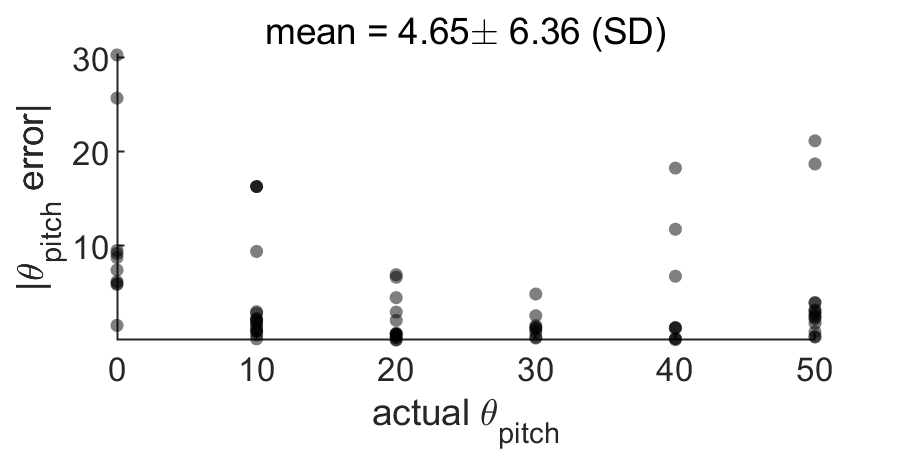 mean = 4.65± 6.36 (SD)
|θpitch error|
30
20
10
0 10 20 30 40 50
actual θpitch